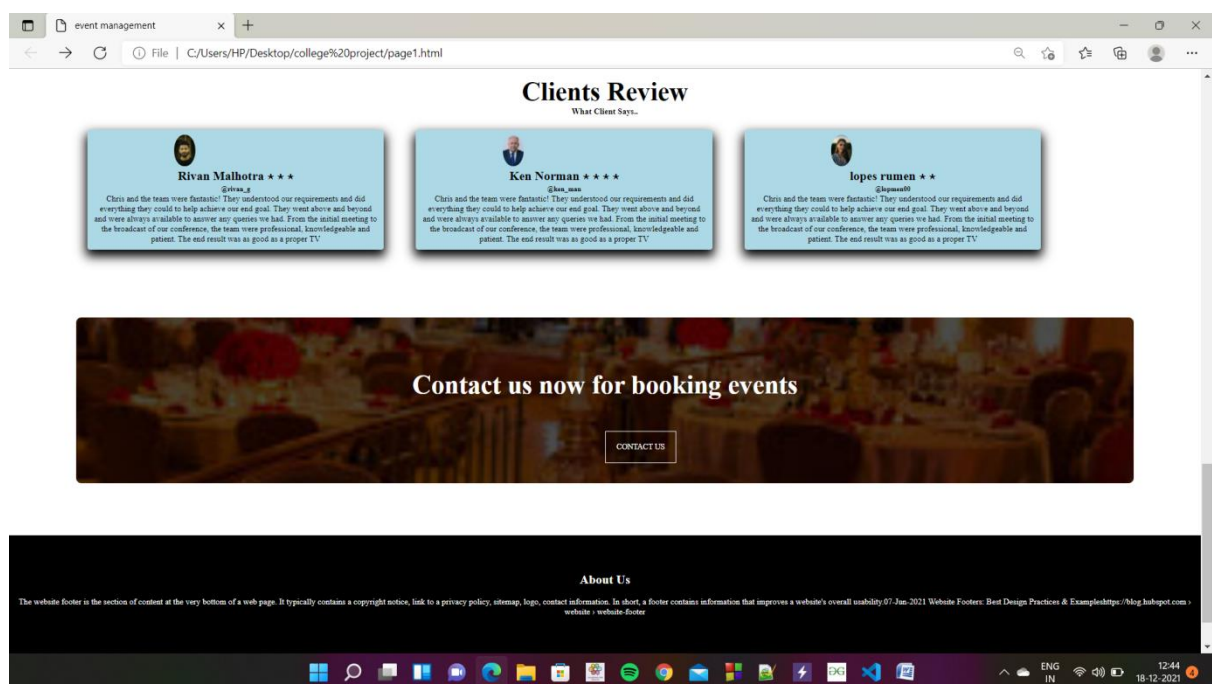 event management
File | C:/Users/HP/Desktop/college%20project/page1.html
Clients Review
What Client Says..
Rivan Malhotra ★ ★ ★
@rivan_g
Chris and the team were fantastic! They understood our requirements and did
everything they could to help achieve our end goal. They went above and beyond
and were always available to answer any queries we had. From the initial meeting to
the broadcast of our conference, the team were professional, knowledgeable and
patient. The end result was as good as a proper TV
Ken Norman ★ ★ ★ ★
@ken_man
Chris and the team were fantastic! They understood our requirements and did
everything they could to help achieve our end goal. They went above and beyond
and were always available to answer any queries we had. From the initial meeting to
the broadcast of our conference, the team were professional, knowledgeable and
patient. The end result was as good as a proper TV
lopes rumen ★ ★
@lopmen00
Chris and the team were fantastic! They understood our requirements and did
everything they could to help achieve our end goal. They went above and beyond
and were always available to answer any queries we had. From the initial meeting to
the broadcast of our conference, the team were professional, knowledgeable and
patient. The end result was as good as a proper TV
Contact us now for booking events
CONTACT US
About Us
The website footer is the section of content at the very bottom of a web page. It typically contains a copyright notice, link to a privacy policy, sitemap, logo, contact information. In short, a footer contains information that improves a website's overall usability.07-Jun-2021 Website Footers: Best Design Practices & Exampleshttps://blog.hubspot.com ›
website › website-footer
ENG
IN
12:44
18-12-2021
4